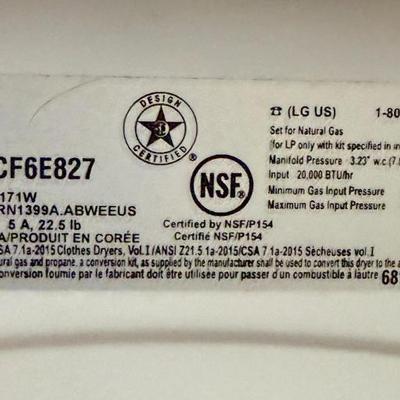 DESIGN CERTIFIED
☎ (LG US) 1-80
CF6E827
NSF
Set for Natural Gas
for LP only with kit specified in in
Manifold Pressure 3.23" w.c.(7.
171W
Input 20,000 BTU/hr
RN1399A.ABWEEUS
Minimum Gas Input Pressure
5 A, 22.5 lb
Certified by NSF/P154
Maximum Gas Input Pressure
A/PRODUIT EN CORÉE
Certifié NSF/P154
SA 7.1a-2015 Clothes Dryers, Vol.I/ANSI Z21.5.1a-2015/CSA 7.1a-2015 Sécheuses vol.I
ural gas and propane, a conversion kit, as supplied by the manufacturer shall be used to convert this dryer to the a
conversion fournie par le fabricant doit être utilisée pour passer d'un combustible à láutre 68